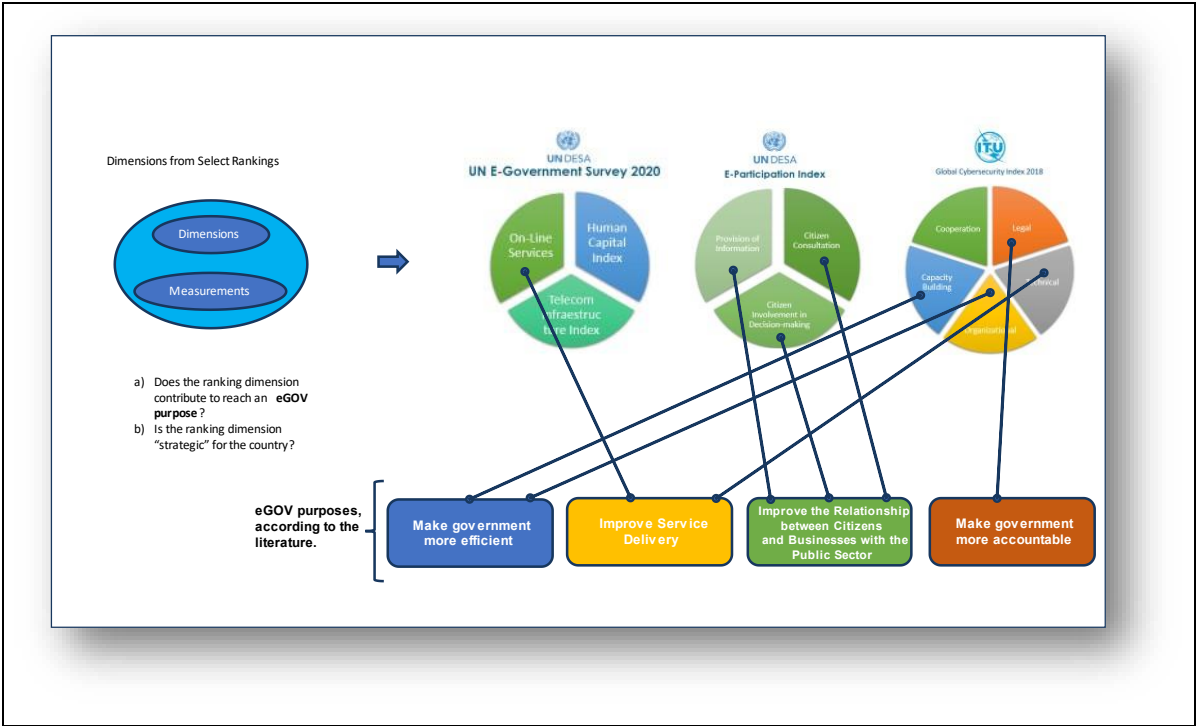 Dimensions from Select Rankings
Dimensions
Measurements
a) Does the ranking dimension
contribute to reach an eGOV
purpose?
b) Is the ranking dimension
“strategic” for the country?
UNDESA
UN E-Government Survey 2020
On-Line
Services
Human
Capital
Index
Telecom
Infraestruc
ture Index
UNDESA
E-Participation Index
Provision of
Information
Citizen
Consultation
Citizen
Involvement in
Decision-making
ITU
Global Cybersecurity Index 2018
Cooperation
Legal
Capacity
Building
Technical
Organizational
eGOV purposes,
according to the
literature.
Make government
more efficient
Improve Service
Delivery
Improve the Relationship
between Citizens
and Businesses with the
Public Sector
Make government
more accountable